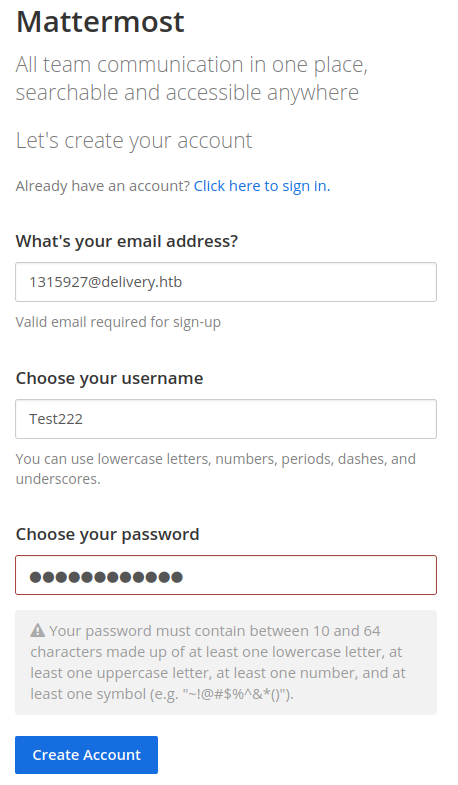 Mattermost
All team communication in one place,
searchable and accessible anywhere
Let's create your account
Already have an account? Click here to sign in.
What's your email address?
1315927@delivery.htb
Valid email required for sign-up
Choose your username
Test222
You can use lowercase letters, numbers, periods, dashes, and
underscores.
Choose your password
●●●●●●●●●●●●
Your password must contain between 10 and 64
characters made up of at least one lowercase letter, at
least one uppercase letter, at least one number, and at
least one symbol (e.g. "~!@#$%^&*()").
Create Account